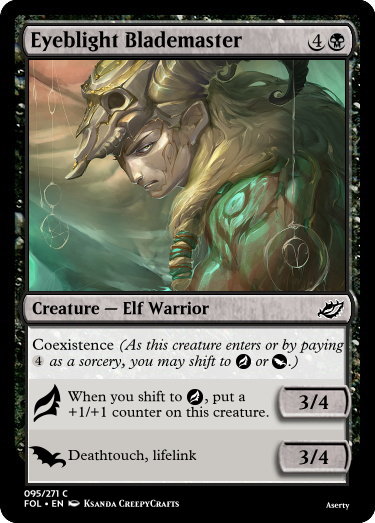 Eyeblight Blademaster 4
Creature — Elf Warrior
Coexistence (As this creature enters or by paying
4 as a sorcery, you may shift to or .)
When you shift to , put a
+1/+1 counter on this creature.
3/4
Deathtouch, lifelink
3/4
095/271 C
FOL • EN Ksanda CreepyCrafts
Aserty